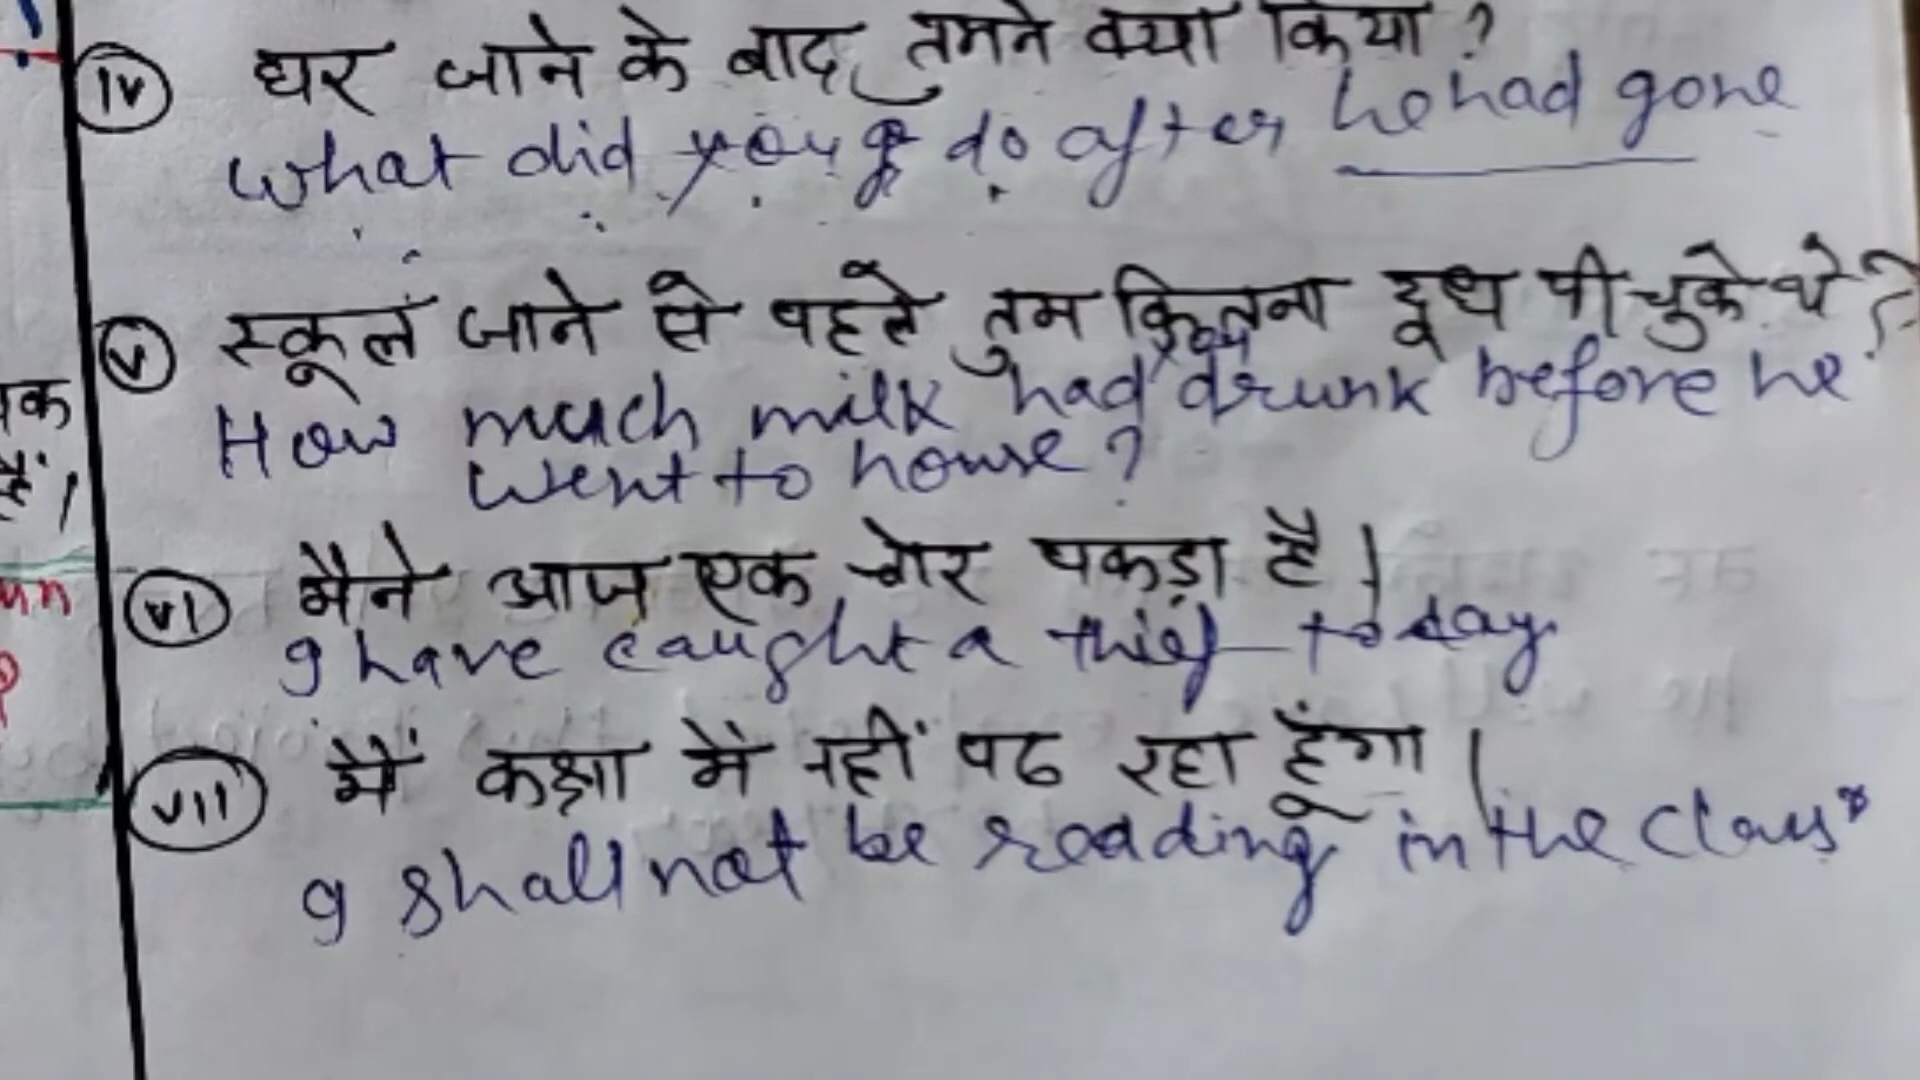 iv घर जाने के बाद तुमने क्या किया ?
what did you do after he had gone
v स्कूल जाने से पहले तुम कितना दूध पी चुके थे ?
How much milk had drunk before he
went to house ?
vi मैने आज एक चोर पकड़ा है ।
I have caught a thief today
vii मैं कक्षा में नहीं पढ रहा हूंगा ।
I shall not be reading in the class